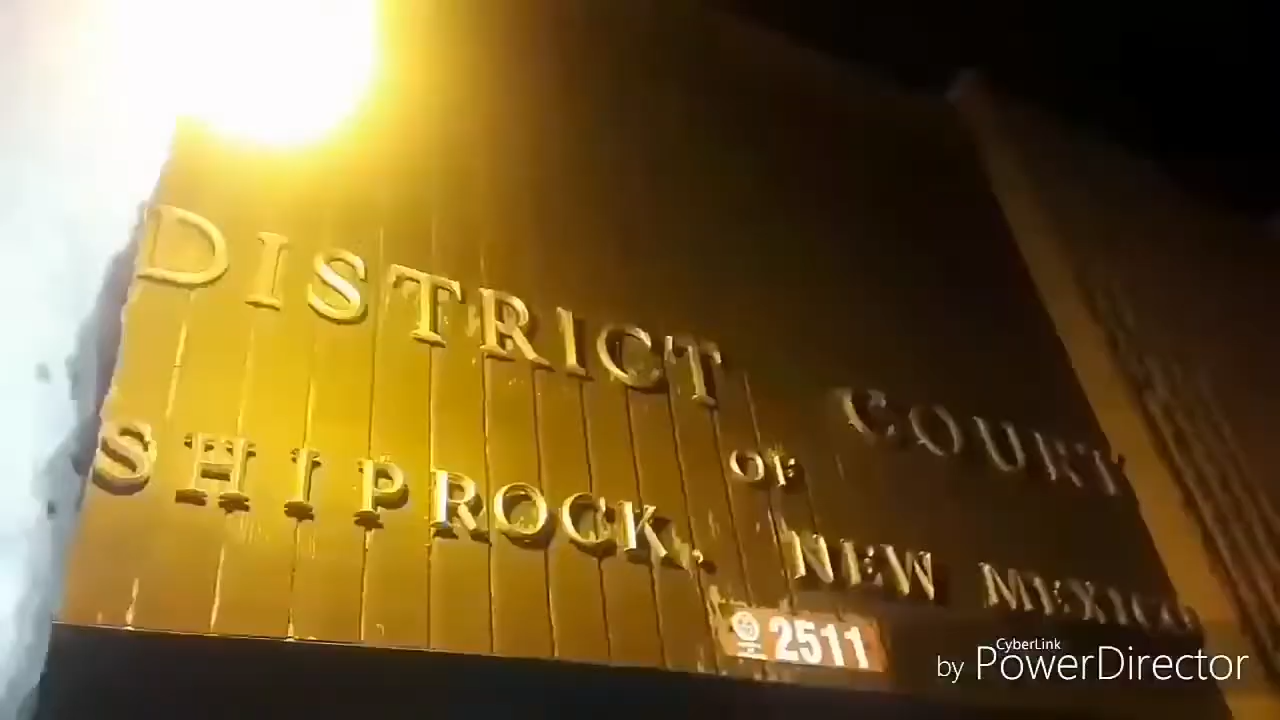 DISTRICT COURT
OF
SHIPROCK, NEW MEXICO
2511
CyberLink
by PowerDirector